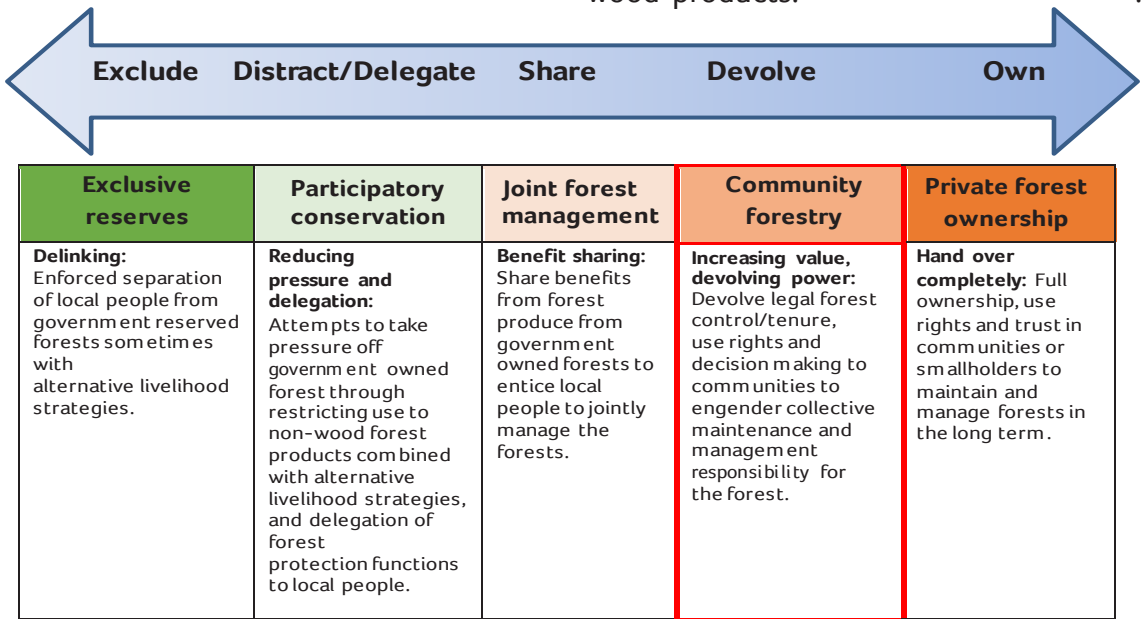 wood products.
Exclude Distract/Delegate Share Devolve Own
Exclusive
reserves
Participatory
conservation
Joint forest
management
Community
forestry
Private forest
ownership
Delinking:
Enforced separation
of local people from
government reserved
forests sometimes
with
alternative livelihood
strategies.
Reducing
pressure and
delegation:
Attempts to take
pressure off
government owned
forest through
restricting use to
non-wood forest
products combined
with alternative
livelihood strategies,
and delegation of
forest
protection functions
to local people.
Benefit sharing:
Share benefits
from forest
produce from
government
owned forests to
entice local
people to jointly
manage the
forests.
Increasing value,
devolving power:
Devolve legal forest
control/tenure,
use rights and
decision making to
communities to
engender collective
maintenance and
management
responsibility for
the forest.
Hand over
completely: Full
ownership, use
rights and trust in
communities or
smallholders to
maintain and
manage forests in
the long term.